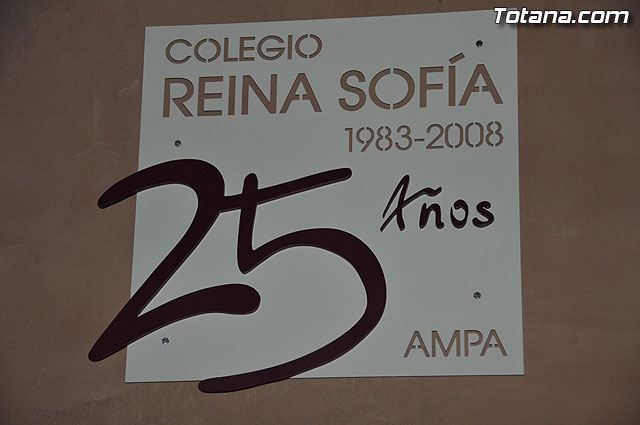 Totana.com
COLEGIO
REINA SOFÍA
1983-2008
25 Años
AMPA